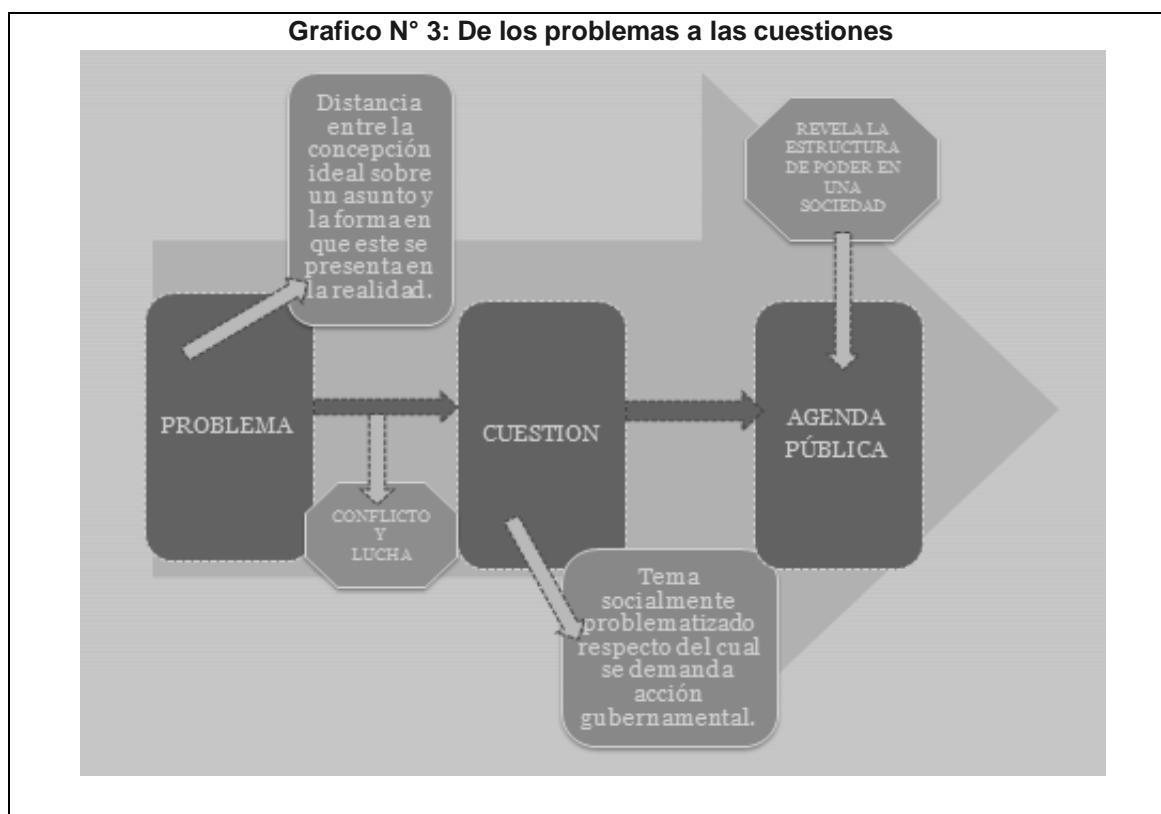 Grafico N° 3: De los problemas a las cuestiones
Distancia
entre la
concepción
ideal sobre
un asunto y
la forma en
que este se
presenta en
la realidad.
REVELA LA
ESTRUCTURA
DE PODER EN
UNA
SOCIEDAD
PROBLEMA
CONFLICTO
Y
LUCHA
CUESTION
Tema
socialmente
problematizado
respecto del cual
se demanda
acción
gubernamental.
AGENDA
PÚBLICA